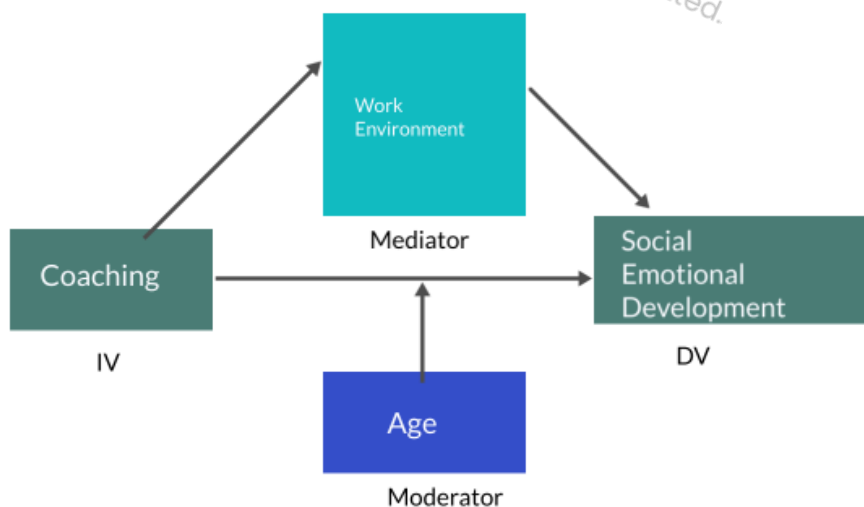 Work
Environment
Mediator
Coaching
Social
Emotional
Development
IV
DV
Age
Moderator